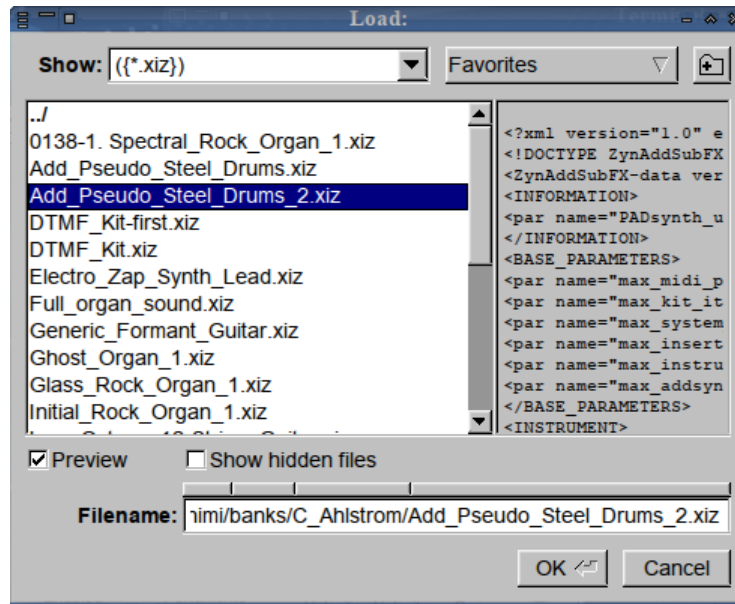 Load:
Show: ({*.xiz})
Favorites
../
0138-1. Spectral_Rock_Organ_1.xiz
Add_Pseudo_Steel_Drums.xiz
Add_Pseudo_Steel_Drums_2.xiz
DTMF_Kit-first.xiz
DTMF_Kit.xiz
Electro_Zap_Synth_Lead.xiz
Full_organ_sound.xiz
Generic_Formant_Guitar.xiz
Ghost_Organ_1.xiz
Glass_Rock_Organ_1.xiz
Initial_Rock_Organ_1.xiz
<?xml version="1.0" e
<!DOCTYPE ZynAddSubFX
<ZynAddSubFX-data ver
<INFORMATION>
<par name="PADsynth_u
</INFORMATION>
<BASE_PARAMETERS>
<par name="max_midi_p
<par name="max_kit_it
<par name="max_system
<par name="max_insert
<par name="max_instru
<par name="max_addsyn
</BASE_PARAMETERS>
<INSTRUMENT>
Preview
Show hidden files
Filename: nimi/banks/C_Ahlstrom/Add_Pseudo_Steel_Drums_2.xiz
OK
Cancel